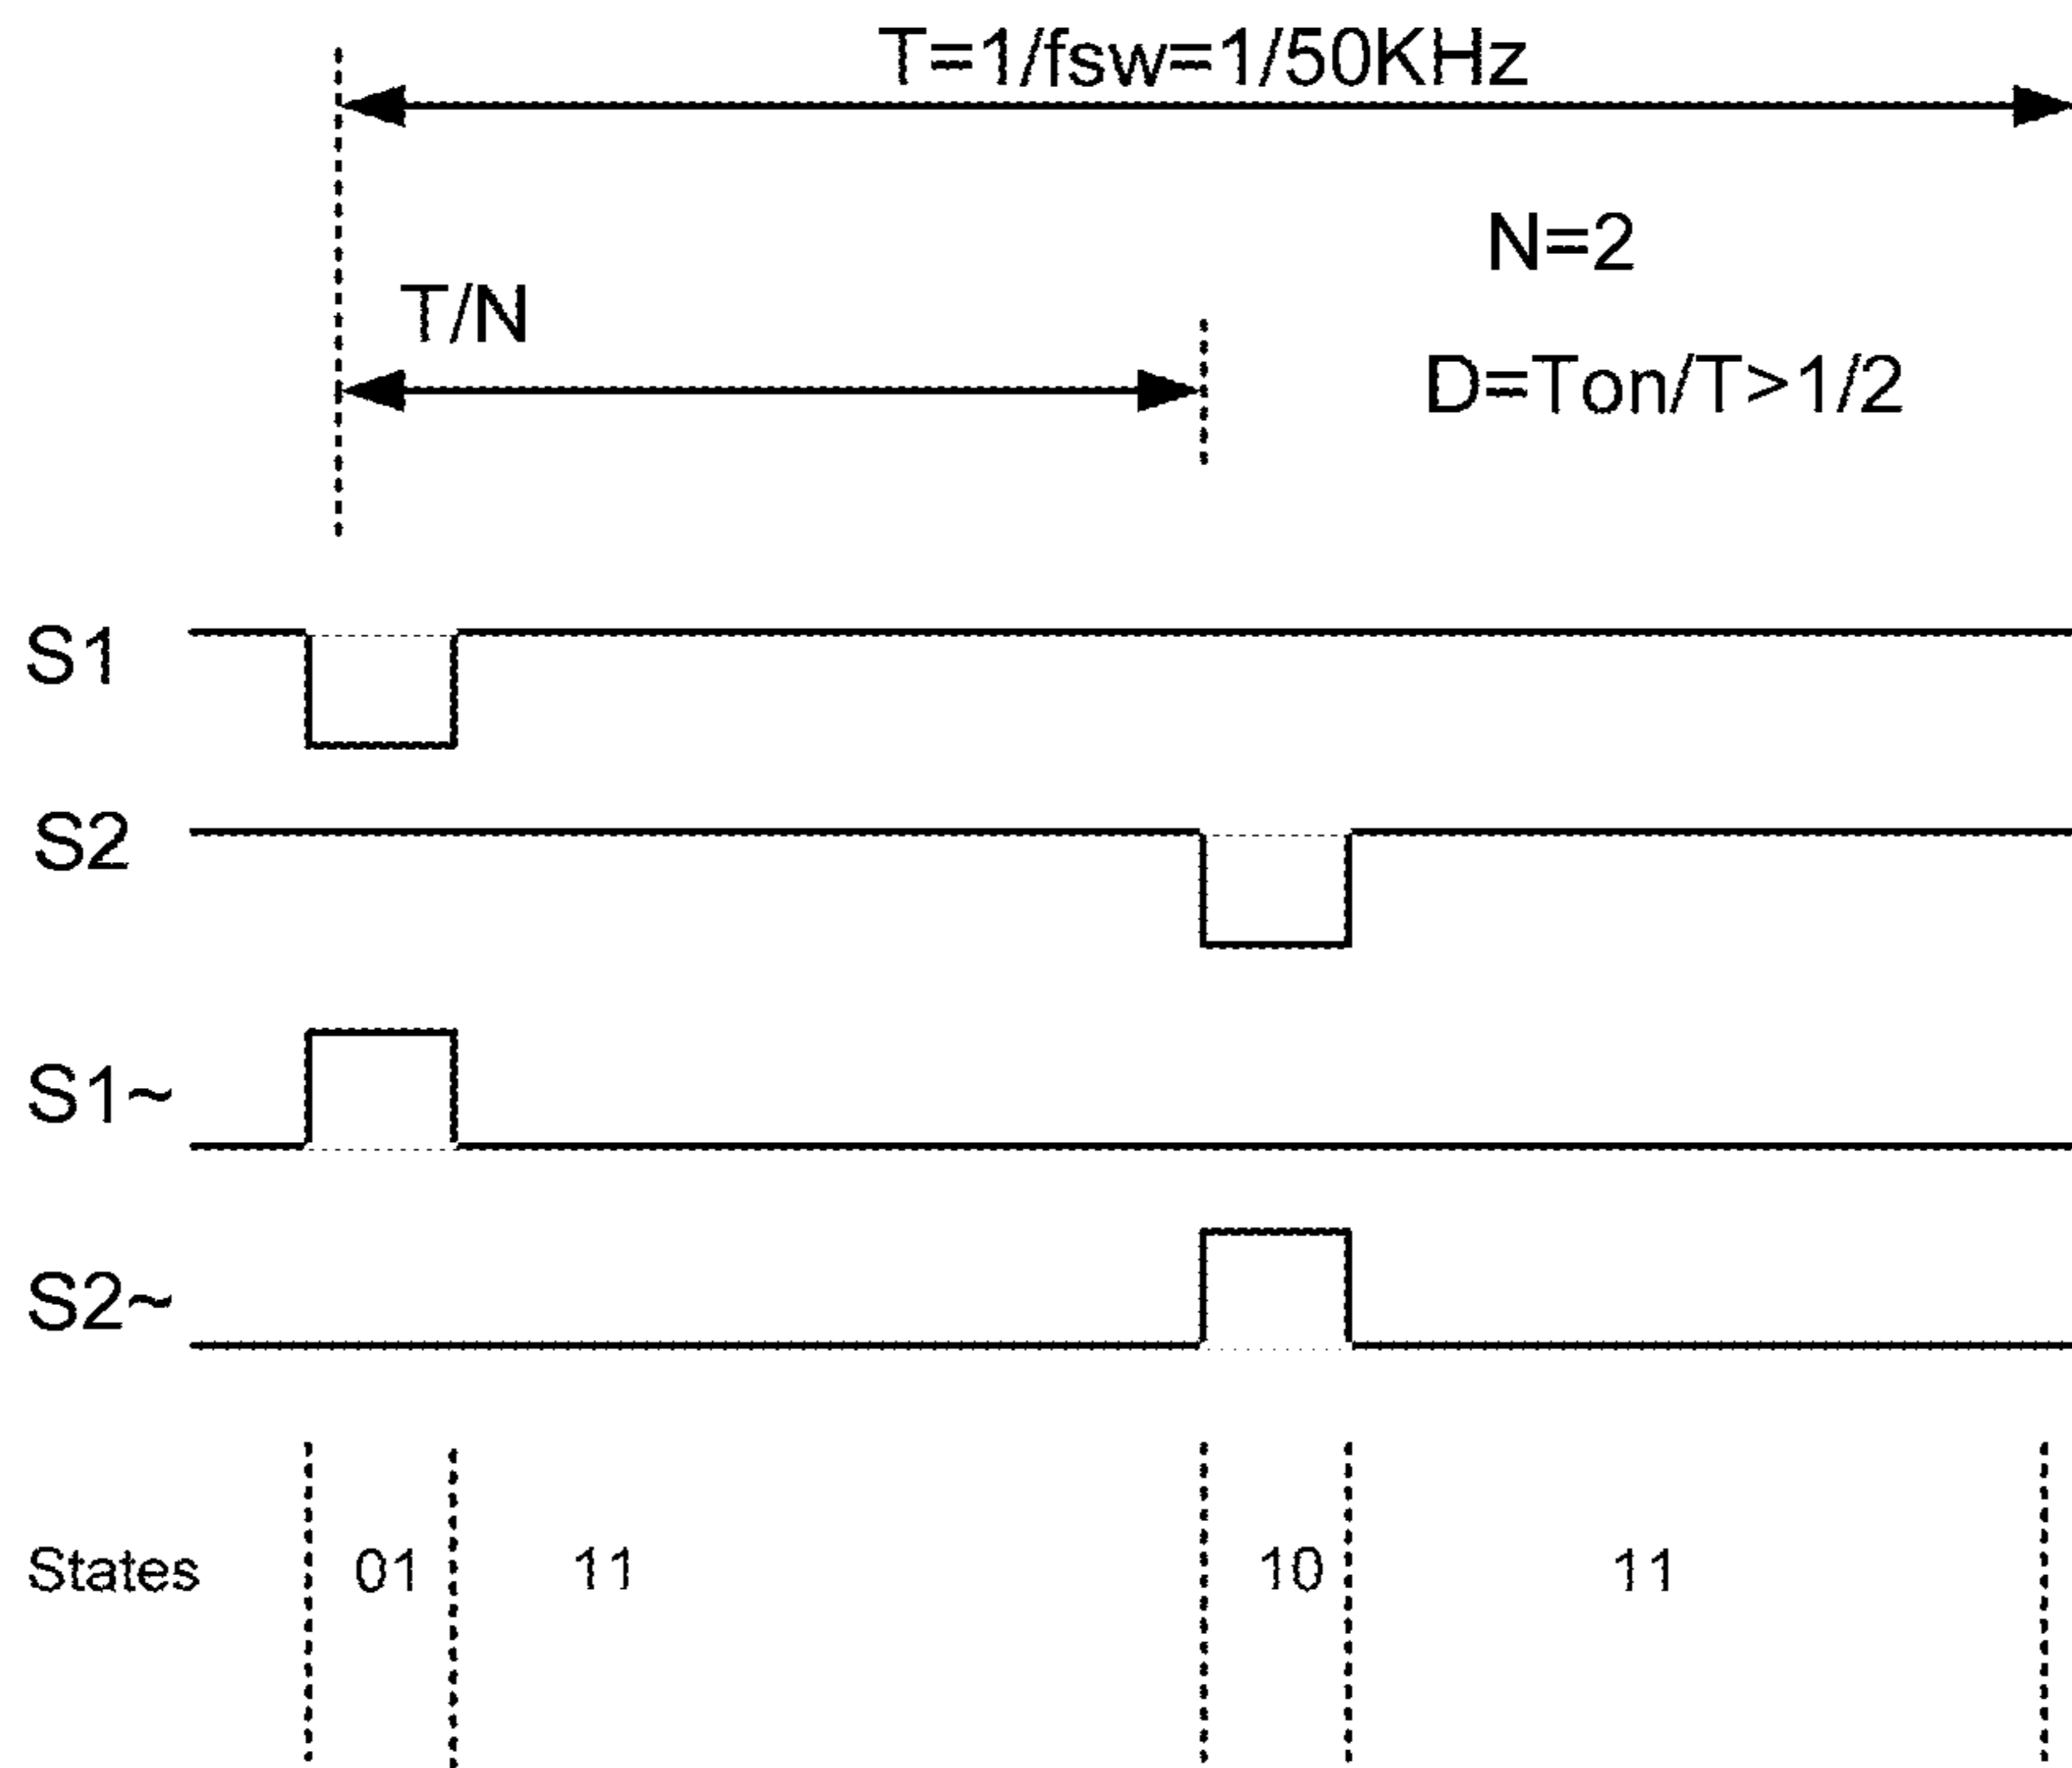 T=1/fsw=1/50KHz
N=2
T/N
D=Ton/T>1/2
S1
S2
S1~
S2~
States 01 11 10 11